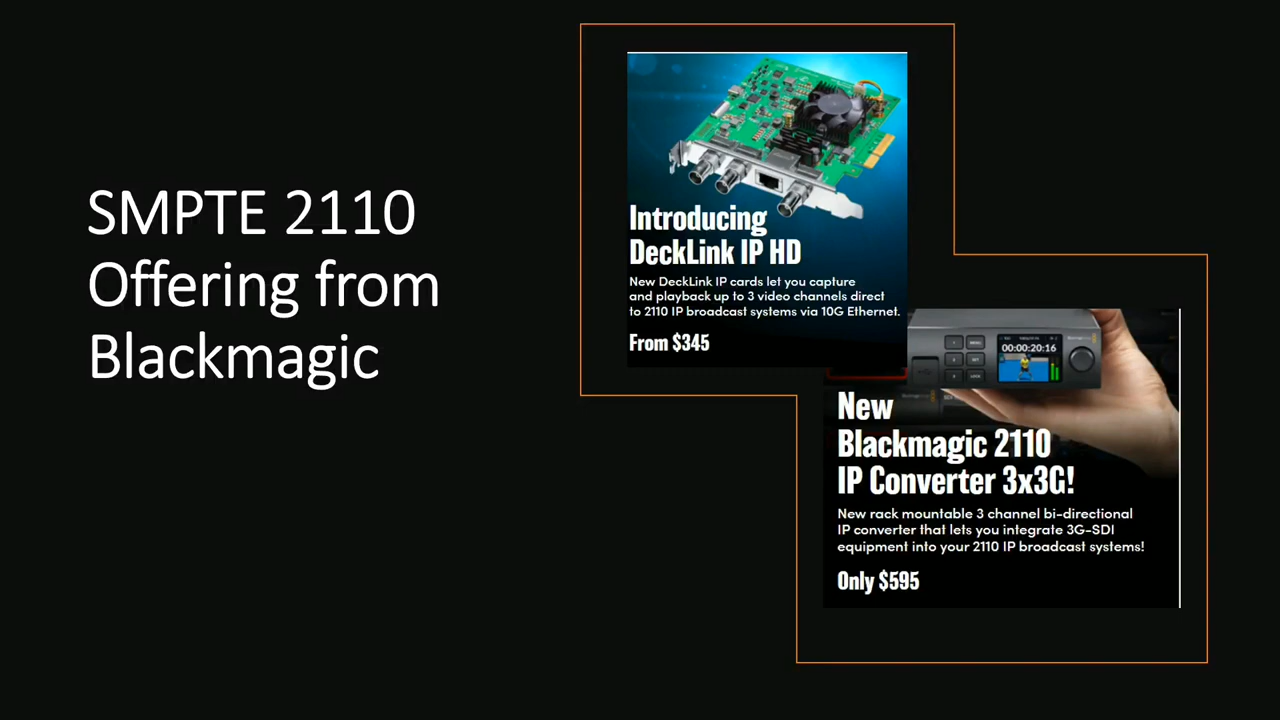 SMPTE 2110
Offering from
Blackmagic
Introducing
DeckLink IP HD
New DeckLink IP cards let you capture
and playback up to 3 video channels direct
to 2110 IP broadcast systems via 10G Ethernet.
From $345
00:00:20:16
New
Blackmagic 2110
IP Converter 3x3G!
New rack mountable 3 channel bi-directional
IP converter that lets you integrate 3G-SDI
equipment into your 2110 IP broadcast systems!
Only $595